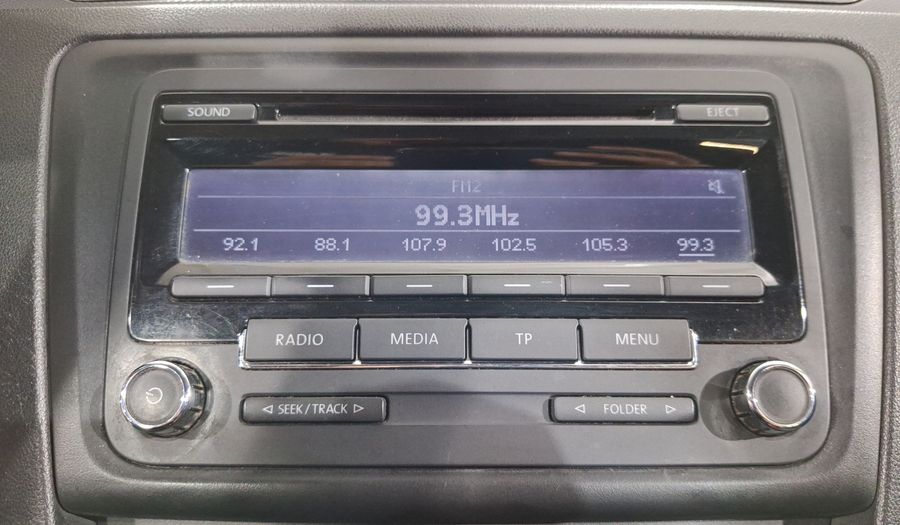 SOUND EJECT
FM2
99.3MHz
92.1 88.1 107.9 102.5 105.3 99.3
RADIO MEDIA TP MENU
SEEK/TRACK FOLDER